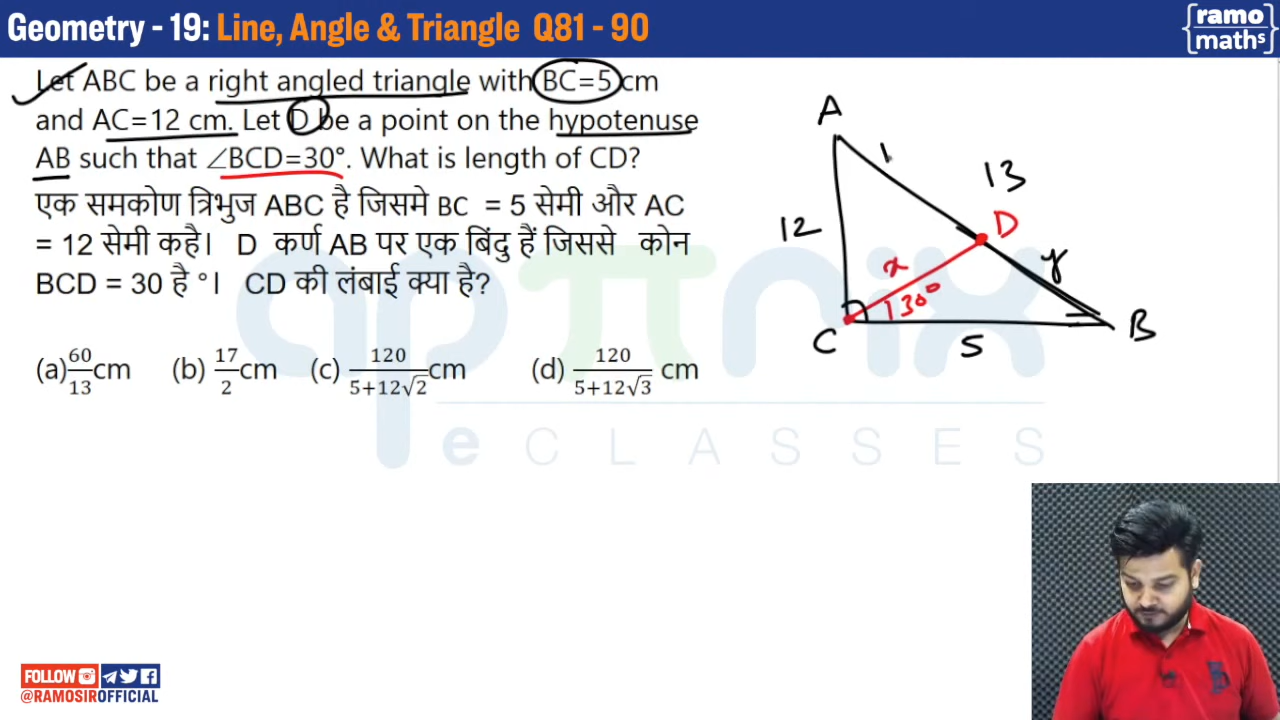 Geometry - 19: Line, Angle & Triangle Q81 - 90
{ramo maths}
Let ABC be a right angled triangle with BC=5 cm
and AC=12 cm. Let D be a point on the hypotenuse
AB such that ∠BCD=30°. What is length of CD?
एक समकोण त्रिभुज ABC है जिसमे BC = 5 सेमी और AC
= 12 सेमी कहै। D कर्ण AB पर एक बिंदु हैं जिससे कोन
BCD = 30 है °। CD की लंबाई क्या है?
(a) 60/13 cm (b) 17/2 cm (c) 120/(5+12√2) cm (d) 120/(5+12√3) cm
A
13
12
D
x
y
30°
C
5
B
apπnix
e CLASSES
FOLLOW
@RAMOSIROFFICIAL